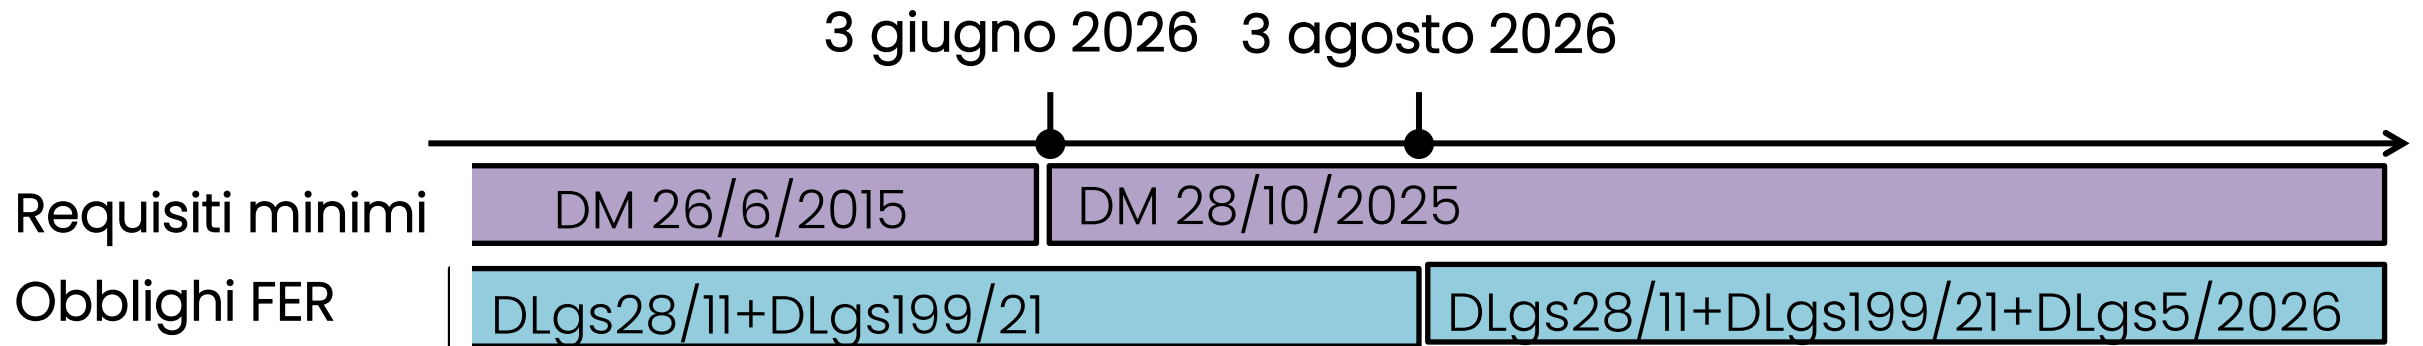 3 giugno 2026 3 agosto 2026
Requisiti minimi DM 26/6/2015 DM 28/10/2025
Obblighi FER DLgs28/11+DLgs199/21 DLgs28/11+DLgs199/21+DLgs5/2026